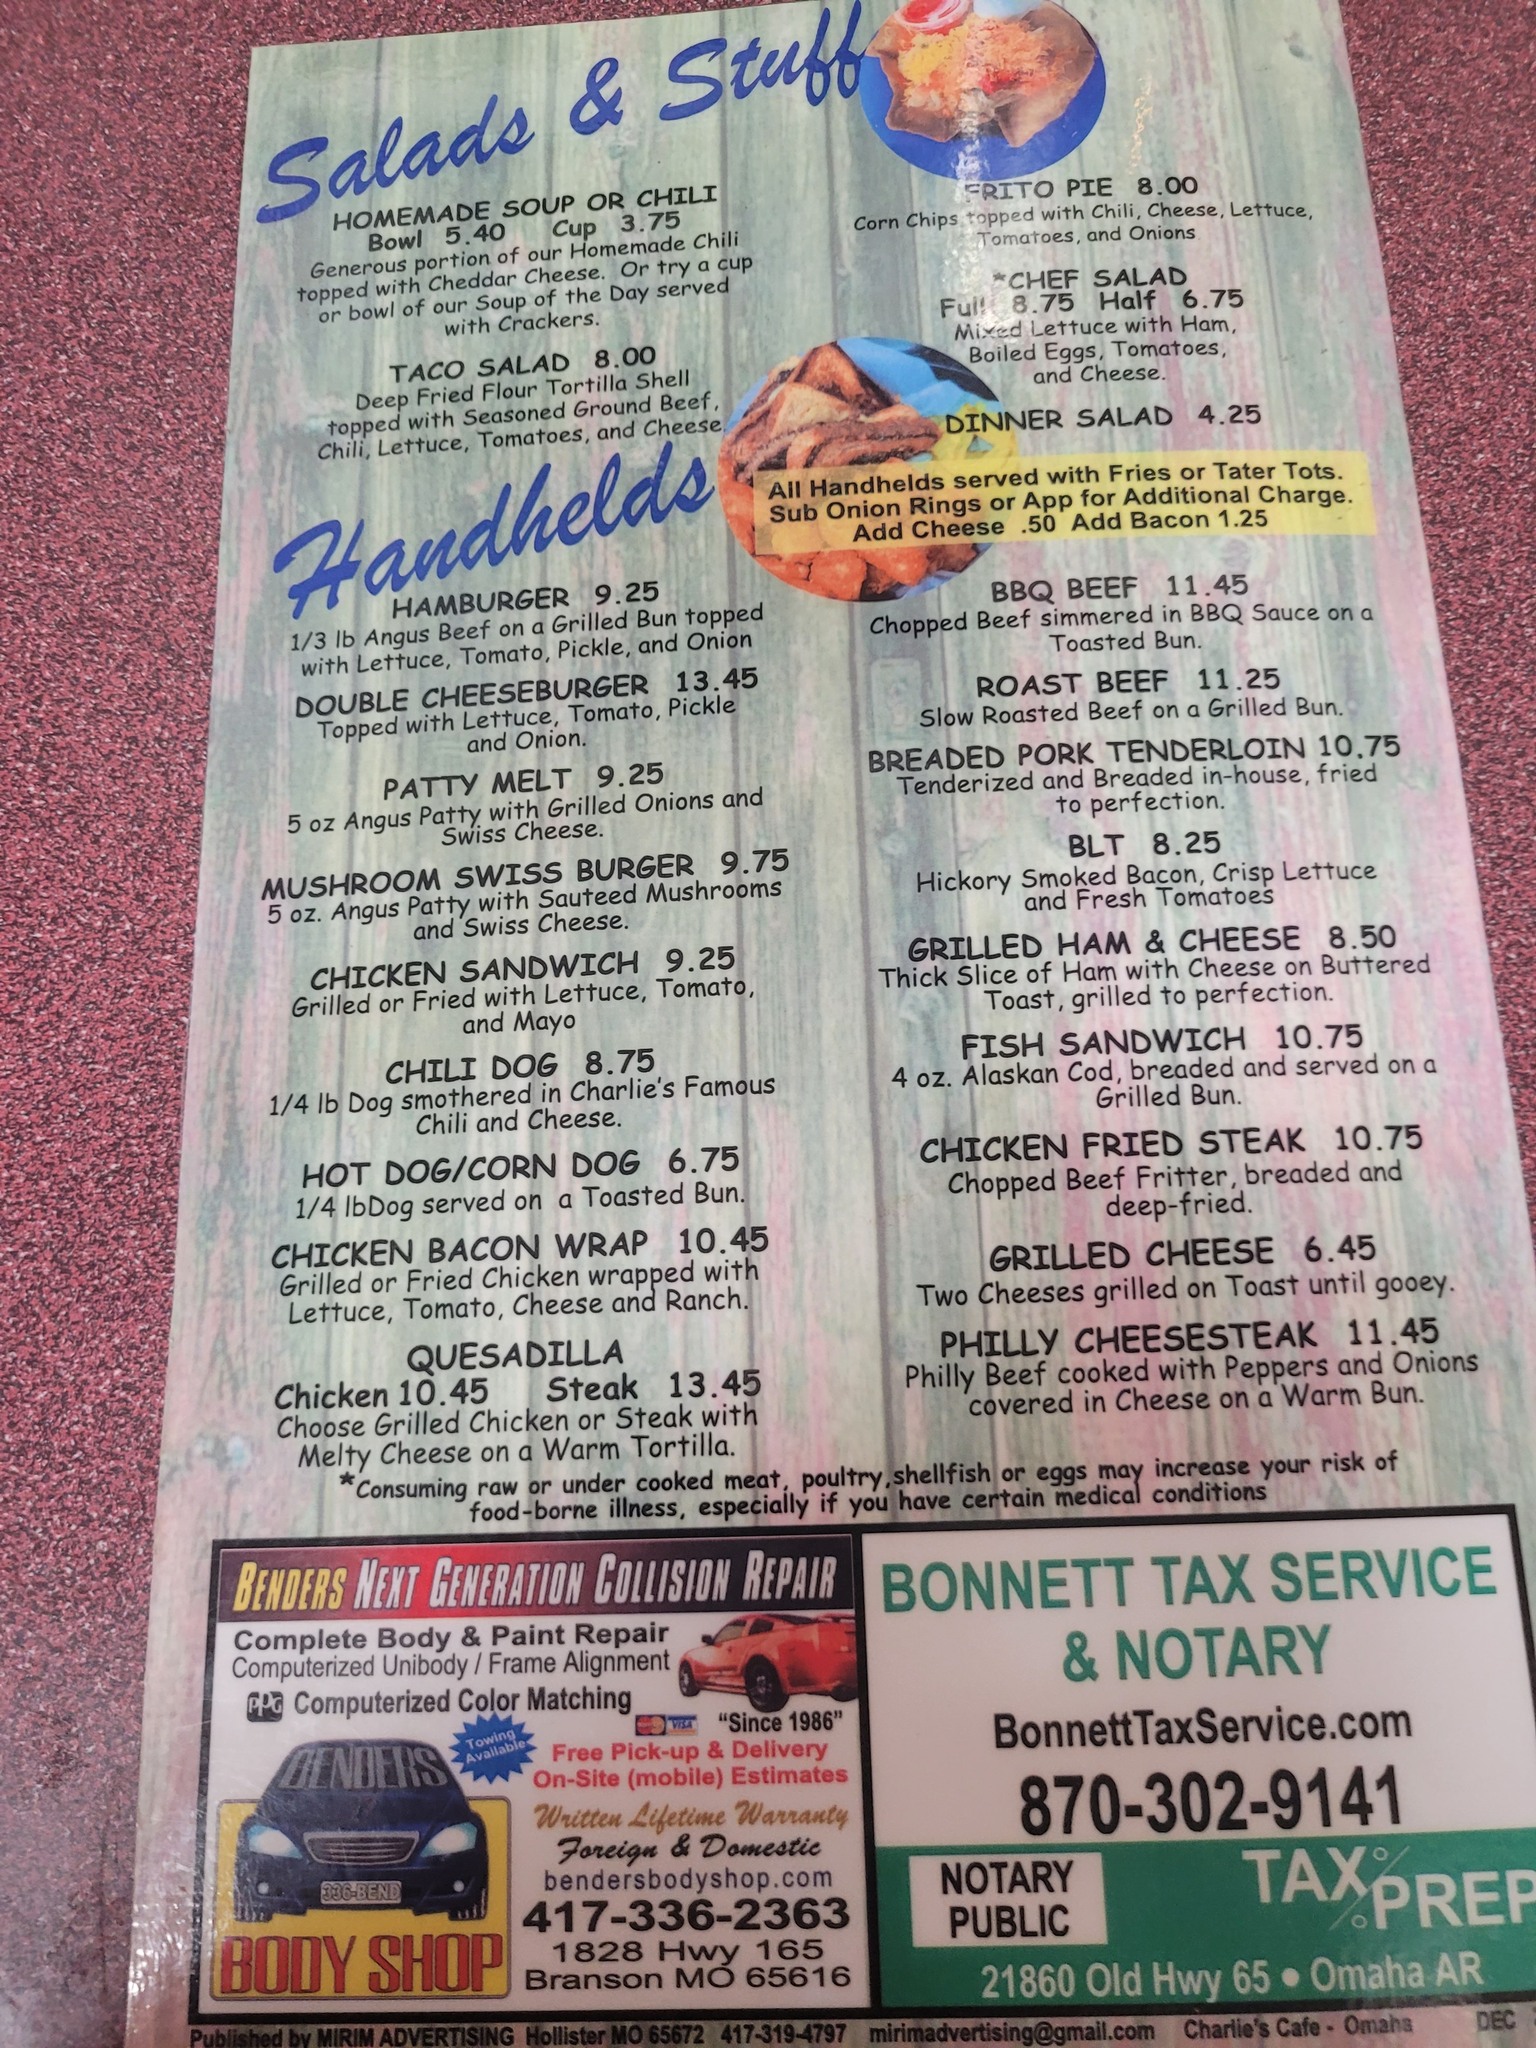 Salads & Stuff
HOMEMADE SOUP OR CHILI
Bowl 5.40 Cup 3.75
Generous portion of our Homemade Chili
topped with Cheddar Cheese. Or try a cup
or bowl of our Soup of the Day served
with Crackers.
TACO SALAD 8.00
Deep Fried Flour Tortilla Shell
topped with Seasoned Ground Beef,
Chili, Lettuce, Tomatoes, and Cheese
FRITO PIE 8.00
Corn Chips topped with Chili, Cheese, Lettuce,
Tomatoes, and Onions
*CHEF SALAD
Full 8.75 Half 6.75
Mixed Lettuce with Ham,
Boiled Eggs, Tomatoes,
and Cheese.
DINNER SALAD 4.25
Handhelds
All Handhelds served with Fries or Tater Tots.
Sub Onion Rings or App for Additional Charge.
Add Cheese .50 Add Bacon 1.25
HAMBURGER 9.25
1/3 lb Angus Beef on a Grilled Bun topped
with Lettuce, Tomato, Pickle, and Onion
DOUBLE CHEESEBURGER 13.45
Topped with Lettuce, Tomato, Pickle
and Onion.
PATTY MELT 9.25
5 oz Angus Patty with Grilled Onions and
Swiss Cheese.
MUSHROOM SWISS BURGER 9.75
5 oz. Angus Patty with Sauteed Mushrooms
and Swiss Cheese.
CHICKEN SANDWICH 9.25
Grilled or Fried with Lettuce, Tomato,
and Mayo
CHILI DOG 8.75
1/4 lb Dog smothered in Charlie's Famous
Chili and Cheese.
HOT DOG/CORN DOG 6.75
1/4 lbDog served on a Toasted Bun.
CHICKEN BACON WRAP 10.45
Grilled or Fried Chicken wrapped with
Lettuce, Tomato, Cheese and Ranch.
QUESADILLA
Chicken 10.45 Steak 13.45
Choose Grilled Chicken or Steak with
Melty Cheese on a Warm Tortilla.
BBQ BEEF 11.45
Chopped Beef simmered in BBQ Sauce on a
Toasted Bun.
ROAST BEEF 11.25
Slow Roasted Beef on a Grilled Bun.
BREADED PORK TENDERLOIN 10.75
Tenderized and Breaded in-house, fried
to perfection.
BLT 8.25
Hickory Smoked Bacon, Crisp Lettuce
and Fresh Tomatoes
GRILLED HAM & CHEESE 8.50
Thick Slice of Ham with Cheese on Buttered
Toast, grilled to perfection.
FISH SANDWICH 10.75
4 oz. Alaskan Cod, breaded and served on a
Grilled Bun.
CHICKEN FRIED STEAK 10.75
Chopped Beef Fritter, breaded and
deep-fried.
GRILLED CHEESE 6.45
Two Cheeses grilled on Toast until gooey.
PHILLY CHEESESTEAK 11.45
Philly Beef cooked with Peppers and Onions
covered in Cheese on a Warm Bun.
*Consuming raw or under cooked meat, poultry,shellfish or eggs may increase your risk of
food-borne illness, especially if you have certain medical conditions
BENDERS NEXT GENERATION COLLISION REPAIR
Complete Body & Paint Repair
Computerized Unibody / Frame Alignment
PPG Computerized Color Matching
VISA "Since 1986"
Towing
Available
Free Pick-up & Delivery
On-Site (mobile) Estimates
Written Lifetime Warranty
Foreign & Domestic
bendersbodyshop.com
417-336-2363
1828 Hwy 165
Branson MO 65616
BENDERS
336-BEND
BODY SHOP
BONNETT TAX SERVICE
& NOTARY
BonnettTaxService.com
870-302-9141
NOTARY
PUBLIC
TAX
PREP
21860 Old Hwy 65 • Omaha AR
Published by MIRIM ADVERTISING Hollister MO 65672 417-319-4797 mirimadvertising@gmail.com Charlie's Cafe - Omaha DEC